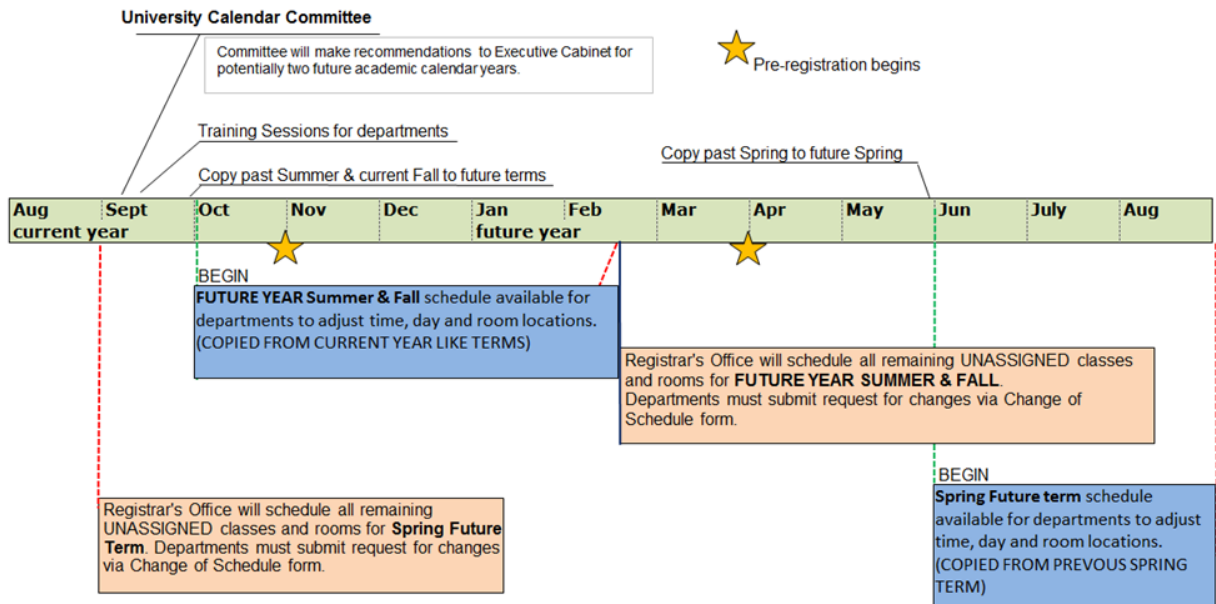 University Calendar Committee
Committee will make recommendations to Executive Cabinet for
potentially two future academic calendar years.
Pre-registration begins
Training Sessions for departments
Copy past Summer & current Fall to future terms
Copy past Spring to future Spring
Aug Sept Oct Nov Dec Jan Feb Mar Apr May Jun July Aug
current year future year
BEGIN
FUTURE YEAR Summer & Fall schedule available for
departments to adjust time, day and room locations.
(COPIED FROM CURRENT YEAR LIKE TERMS)
Registrar's Office will schedule all remaining UNASSIGNED classes
and rooms for FUTURE YEAR SUMMER & FALL.
Departments must submit request for changes via Change of
Schedule form.
BEGIN
Spring Future term schedule
available for departments to adjust
time, day and room locations.
(COPIED FROM PREVOUS SPRING
TERM)
Registrar's Office will schedule all remaining
UNASSIGNED classes and rooms for Spring Future
Term. Departments must submit request for changes
via Change of Schedule form.